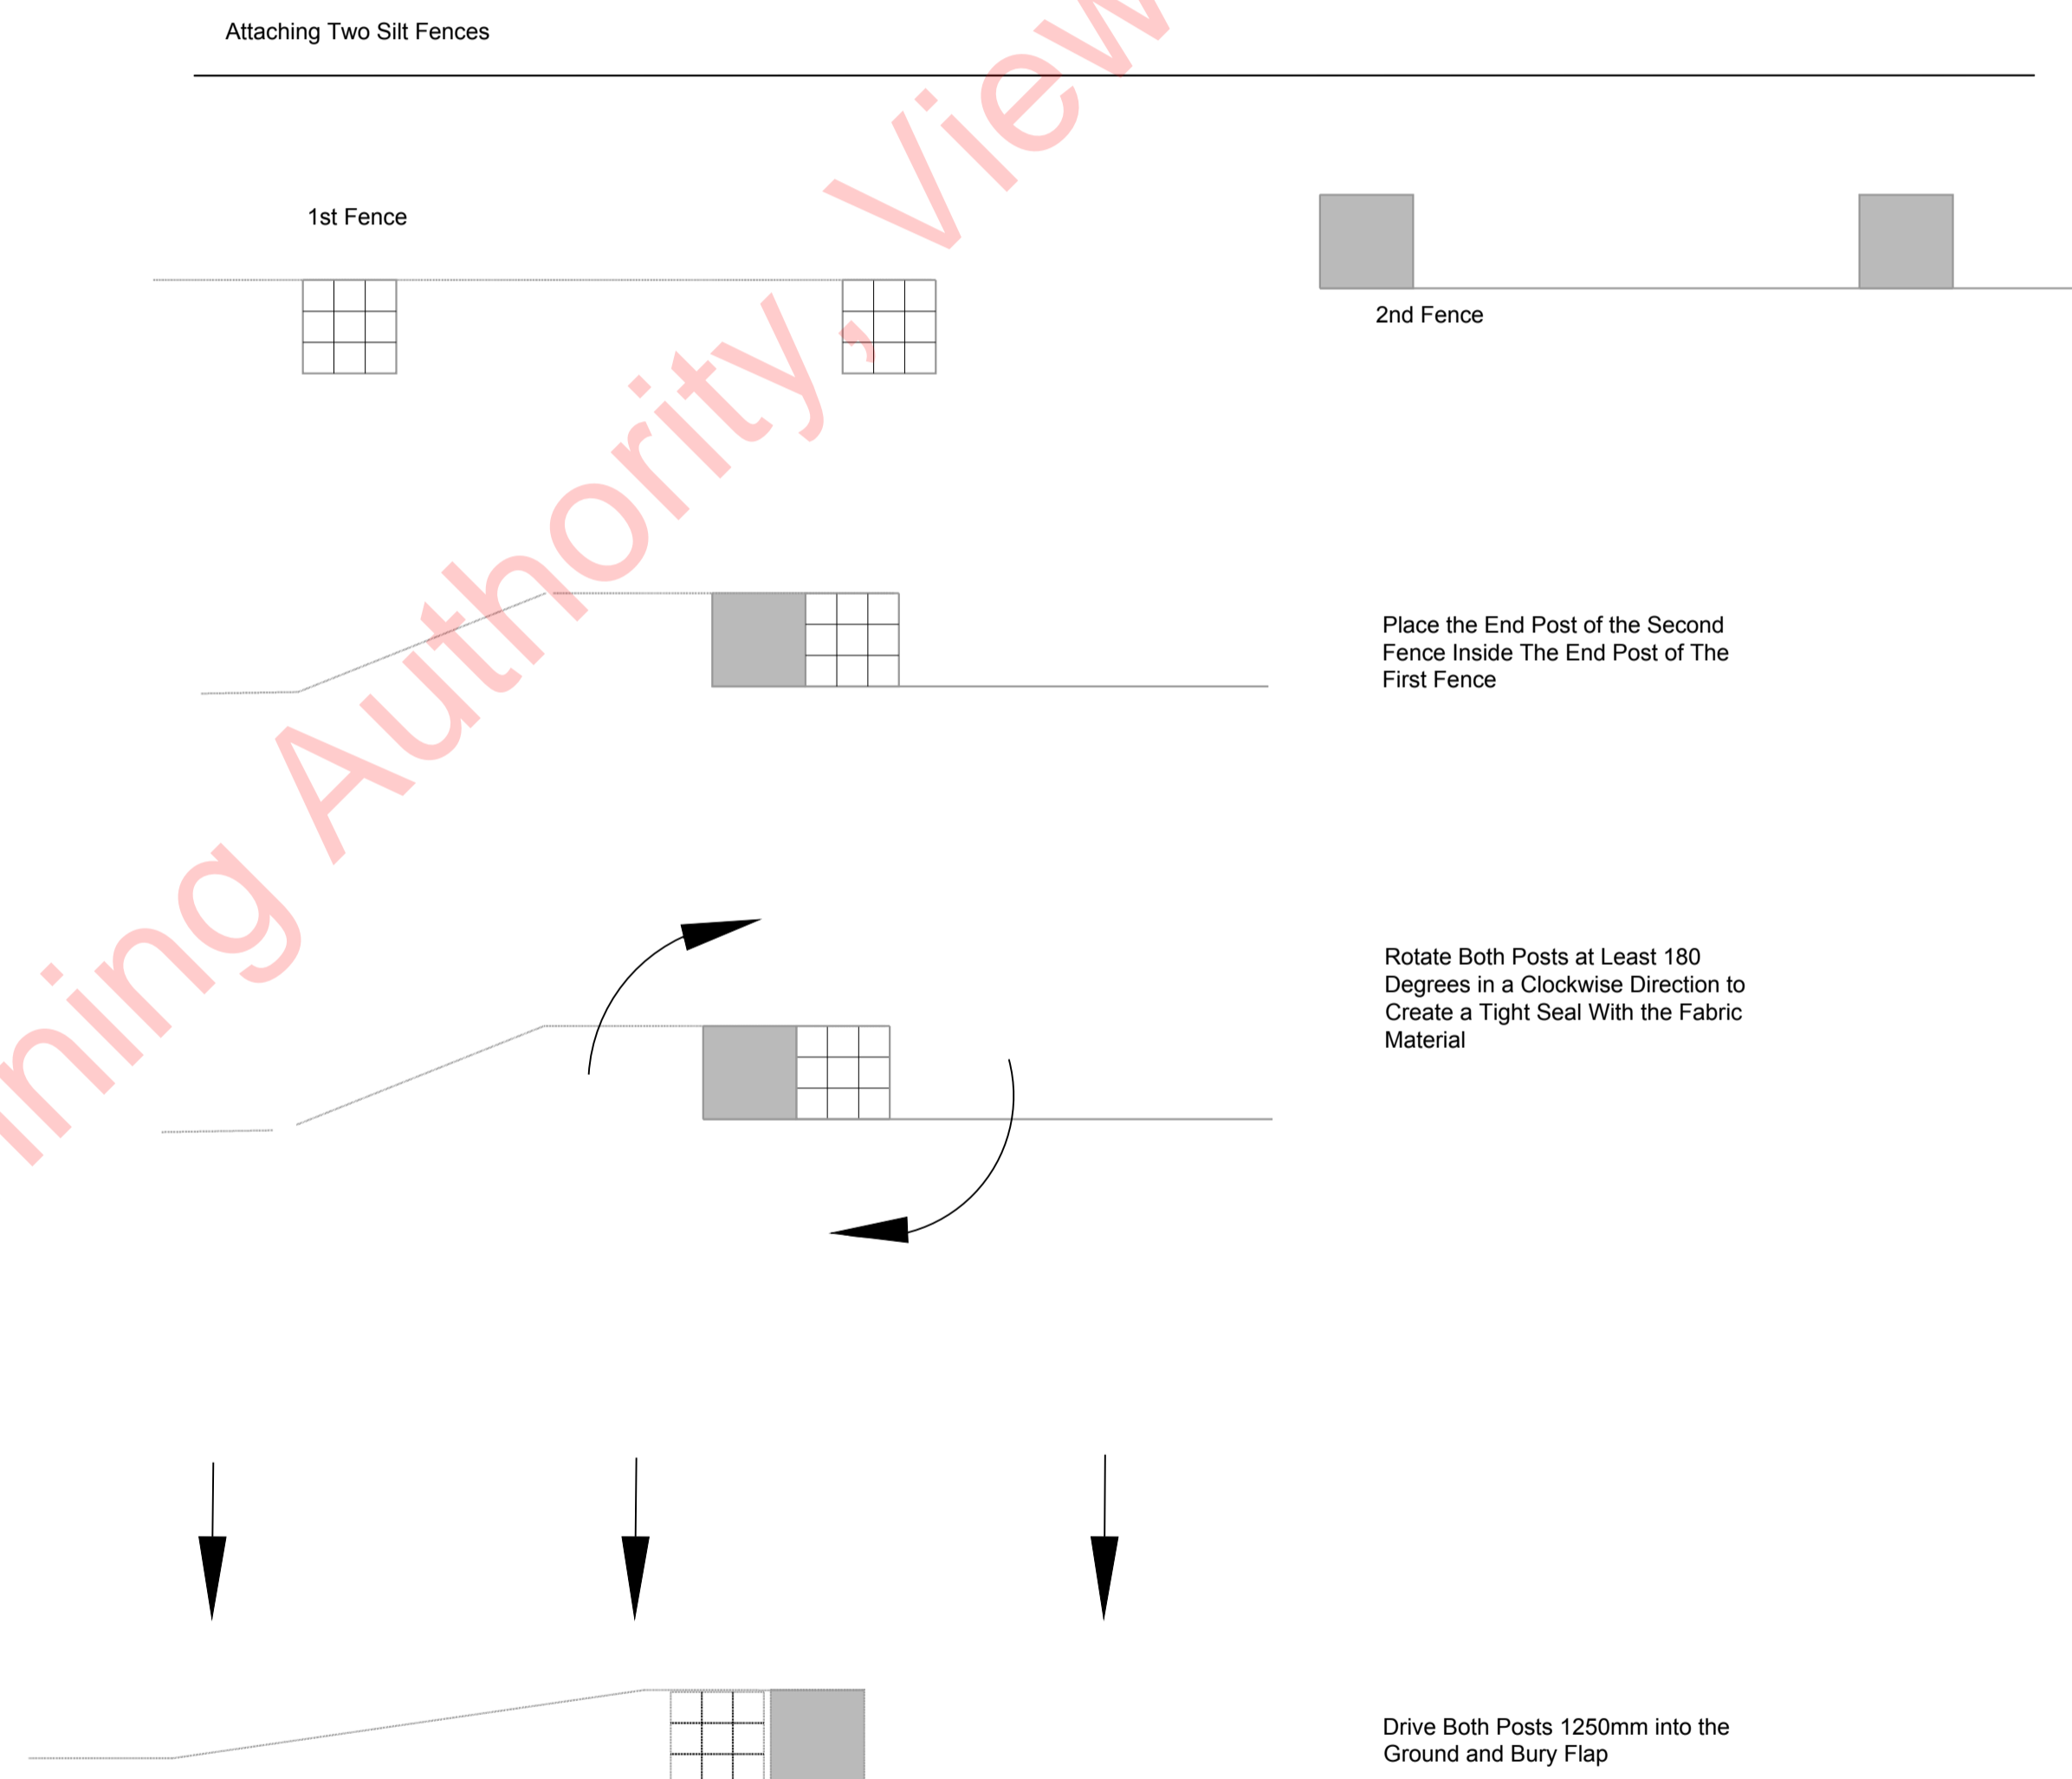 Attaching Two Silt Fences
1st Fence
2nd Fence
Place the End Post of the Second
Fence Inside The End Post of The
First Fence
Rotate Both Posts at Least 180
Degrees in a Clockwise Direction to
Create a Tight Seal With the Fabric
Material
Drive Both Posts 1250mm into the
Ground and Bury Flap
Authority, View